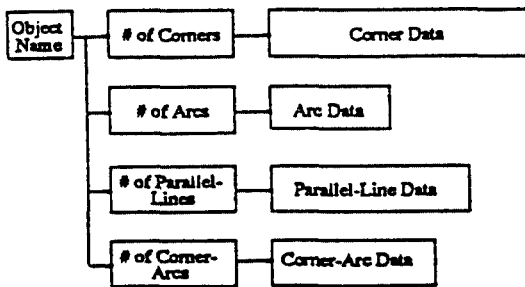 Object
Name
# of Corners
Corner Data
# of Arcs
Arc Data
# of Parallel-
Lines
Parallel-Line Data
# of Corner-
Arcs
Corner-Arc Data